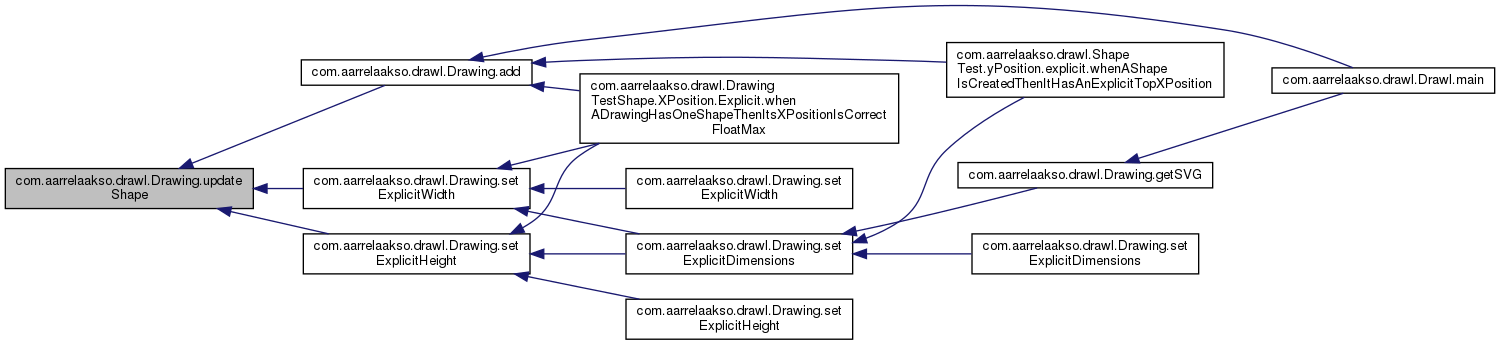 com.aarrelaakso.drawl.Drawing.update
Shape
com.aarrelaakso.drawl.Drawing.add
com.aarrelaakso.drawl.Drawing.set
ExplicitWidth
com.aarrelaakso.drawl.Drawing.set
ExplicitHeight
com.aarrelaakso.drawl.Drawing
TestShape.XPosition.Explicit.when
ADrawingHasOneShapeThenItsXPositionIsCorrect
FloatMax
com.aarrelaakso.drawl.Drawing.set
ExplicitWidth
com.aarrelaakso.drawl.Drawing.set
ExplicitDimensions
com.aarrelaakso.drawl.Drawing.set
ExplicitHeight
com.aarrelaakso.drawl.Shape
Test.yPosition.explicit.whenAShape
IsCreatedThenItHasAnExplicitTopXPosition
com.aarrelaakso.drawl.Drawing.getSVG
com.aarrelaakso.drawl.Drawing.set
ExplicitDimensions
com.aarrelaakso.drawl.Drawl.main